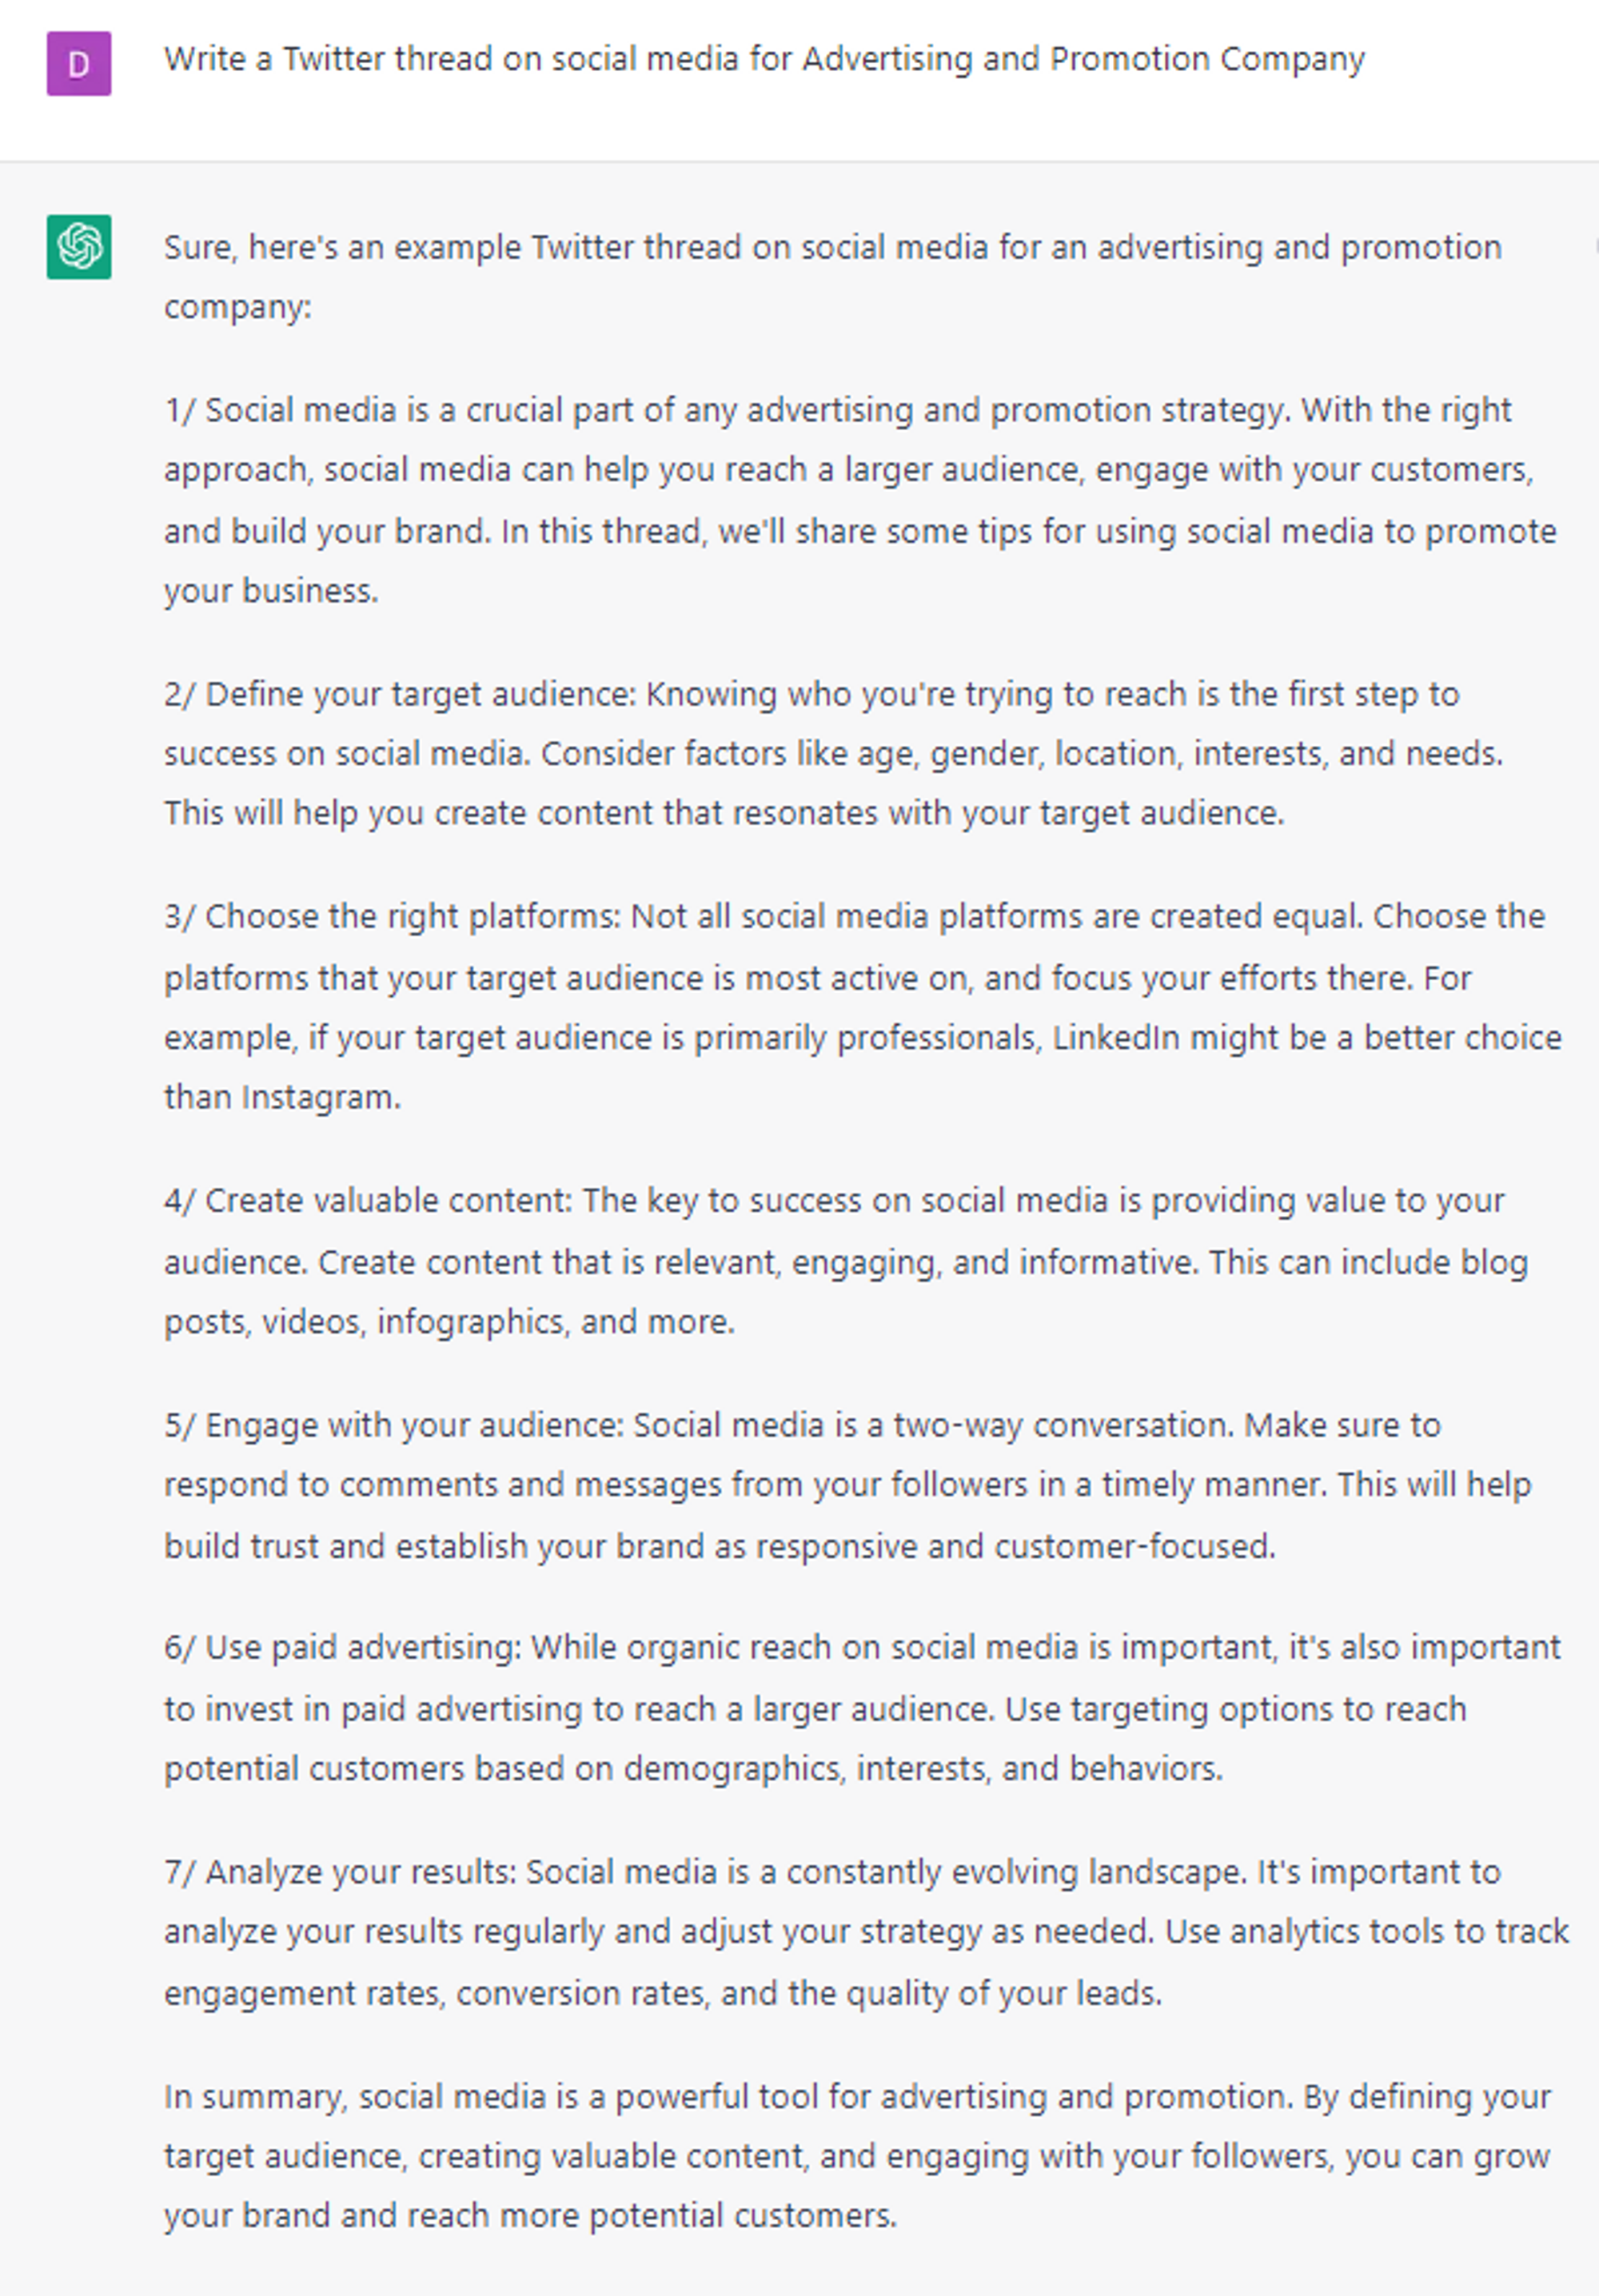 D
Write a Twitter thread on social media for Advertising and Promotion Company
Sure, here's an example Twitter thread on social media for an advertising and promotion
company:
1/ Social media is a crucial part of any advertising and promotion strategy. With the right
approach, social media can help you reach a larger audience, engage with your customers,
and build your brand. In this thread, we'll share some tips for using social media to promote
your business.
2/ Define your target audience: Knowing who you're trying to reach is the first step to
success on social media. Consider factors like age, gender, location, interests, and needs.
This will help you create content that resonates with your target audience.
3/ Choose the right platforms: Not all social media platforms are created equal. Choose the
platforms that your target audience is most active on, and focus your efforts there. For
example, if your target audience is primarily professionals, LinkedIn might be a better choice
than Instagram.
4/ Create valuable content: The key to success on social media is providing value to your
audience. Create content that is relevant, engaging, and informative. This can include blog
posts, videos, infographics, and more.
5/ Engage with your audience: Social media is a two-way conversation. Make sure to
respond to comments and messages from your followers in a timely manner. This will help
build trust and establish your brand as responsive and customer-focused.
6/ Use paid advertising: While organic reach on social media is important, it's also important
to invest in paid advertising to reach a larger audience. Use targeting options to reach
potential customers based on demographics, interests, and behaviors.
7/ Analyze your results: Social media is a constantly evolving landscape. It's important to
analyze your results regularly and adjust your strategy as needed. Use analytics tools to track
engagement rates, conversion rates, and the quality of your leads.
In summary, social media is a powerful tool for advertising and promotion. By defining your
target audience, creating valuable content, and engaging with your followers, you can grow
your brand and reach more potential customers.